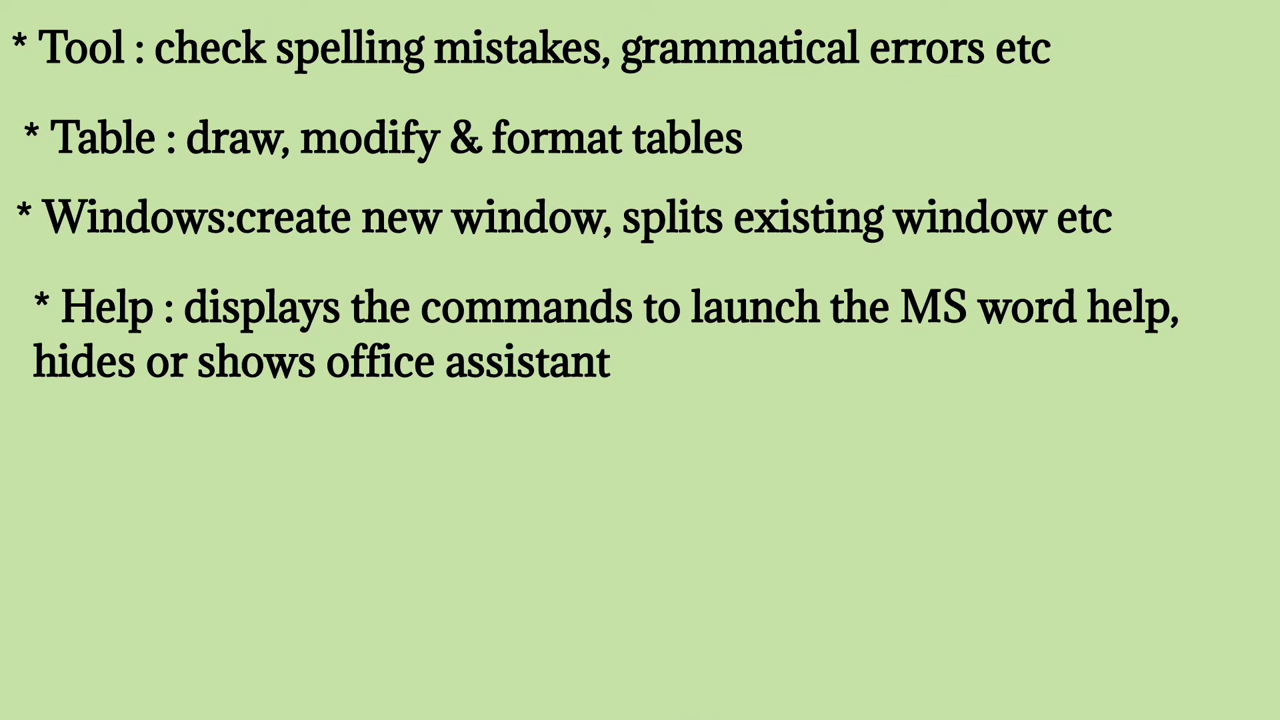 * Tool : check spelling mistakes, grammatical errors etc
* Table : draw, modify & format tables
* Windows:create new window, splits existing window etc
* Help : displays the commands to launch the MS word help,
hides or shows office assistant